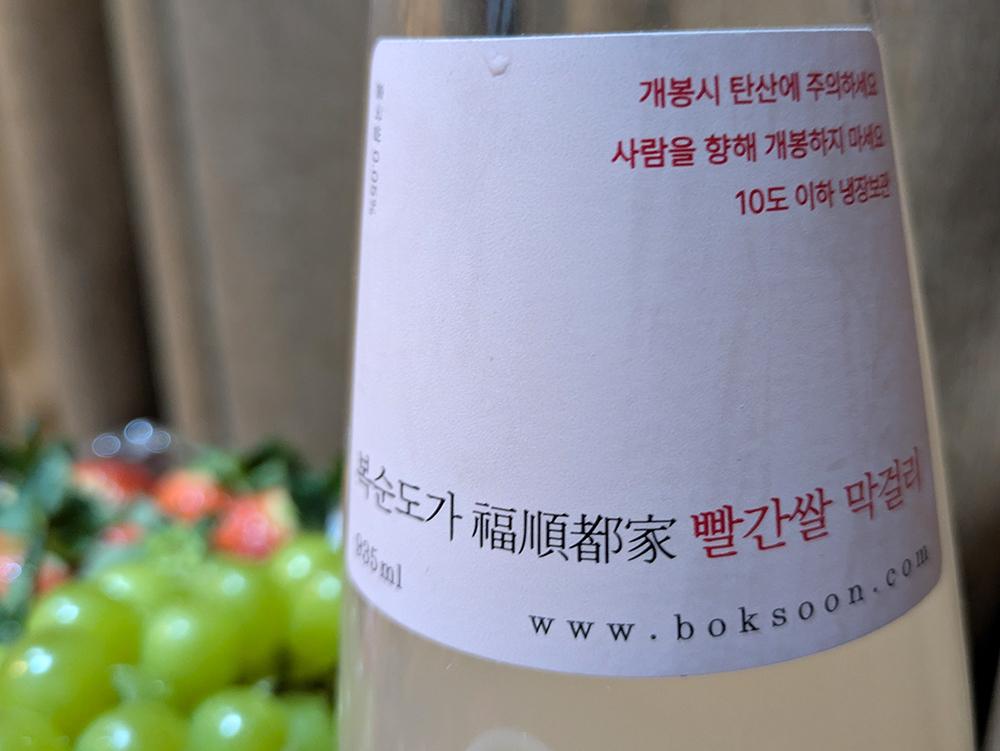 개봉시 탄산에 주의하세요
사람을 향해 개봉하지 마세요
10도 이하 냉장보관
복순도가 福順都家 빨간쌀 막걸리
935ml
www.boksoon.com